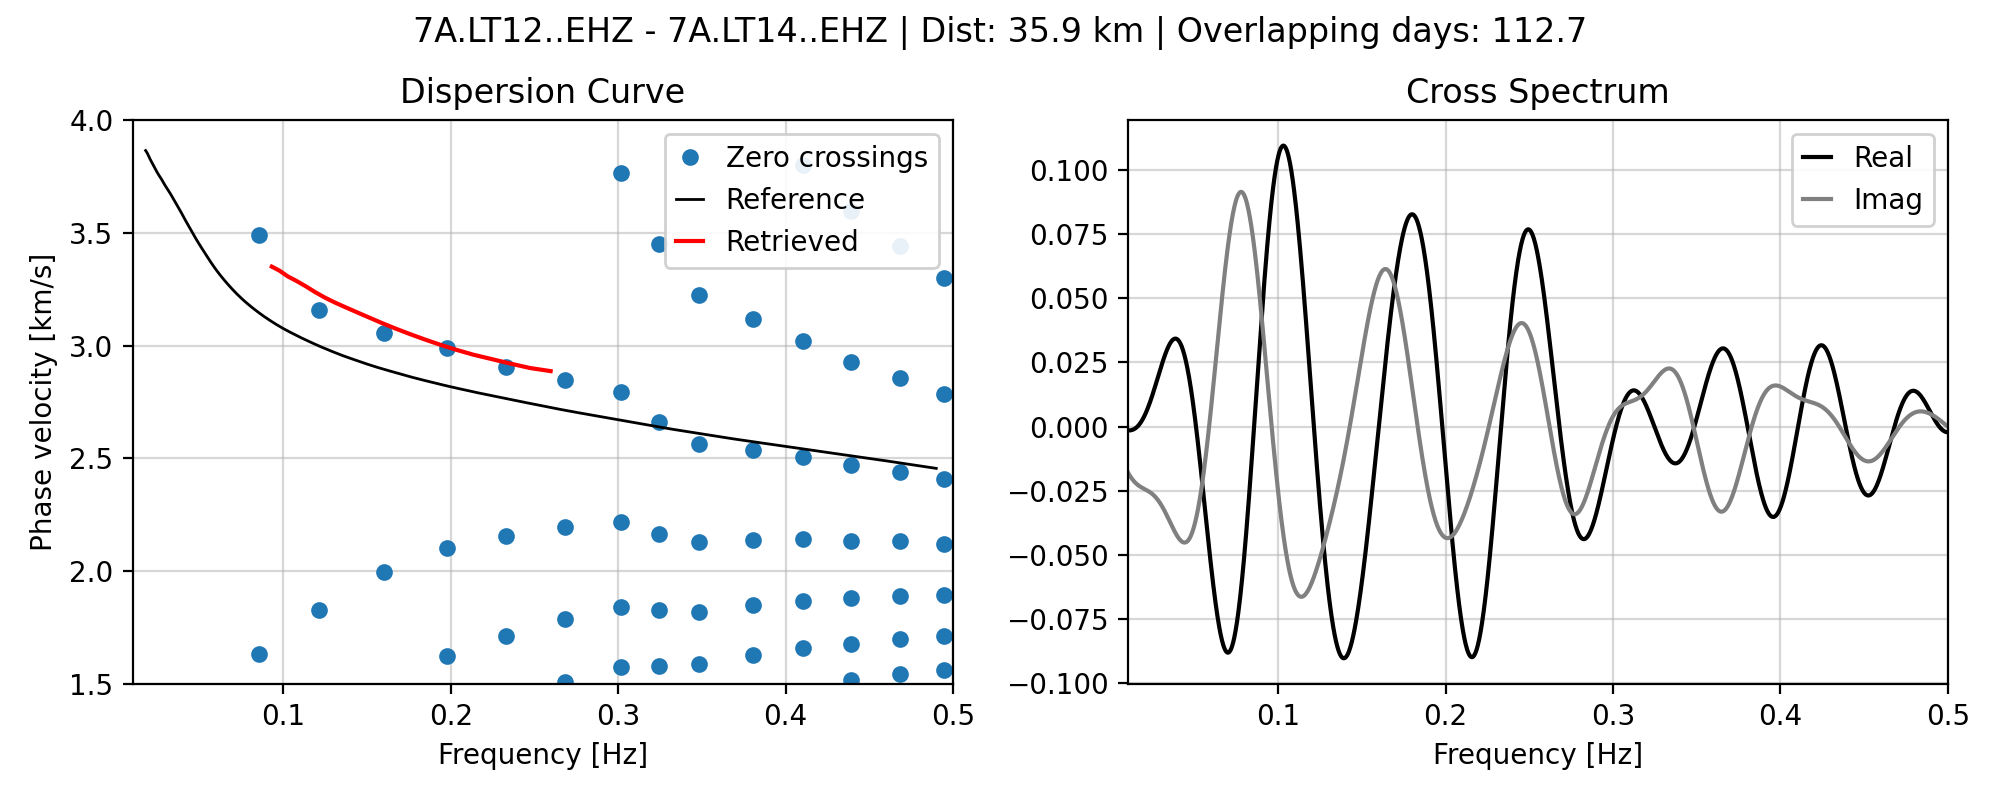 7A.LT12..EHZ - 7A.LT14..EHZ | Dist: 35.9 km | Overlapping days: 112.7
Dispersion Curve
Zero crossings
Reference
Retrieved
4.0
3.5
3.0
2.5
2.0
1.5
0.1
0.2
0.3
0.4
0.5
Phase velocity [km/s]
Frequency [Hz]
Cross Spectrum
Real
Imag
0.100
0.075
0.050
0.025
0.000
−0.025
−0.050
−0.075
−0.100
0.1
0.2
0.3
0.4
0.5
Frequency [Hz]